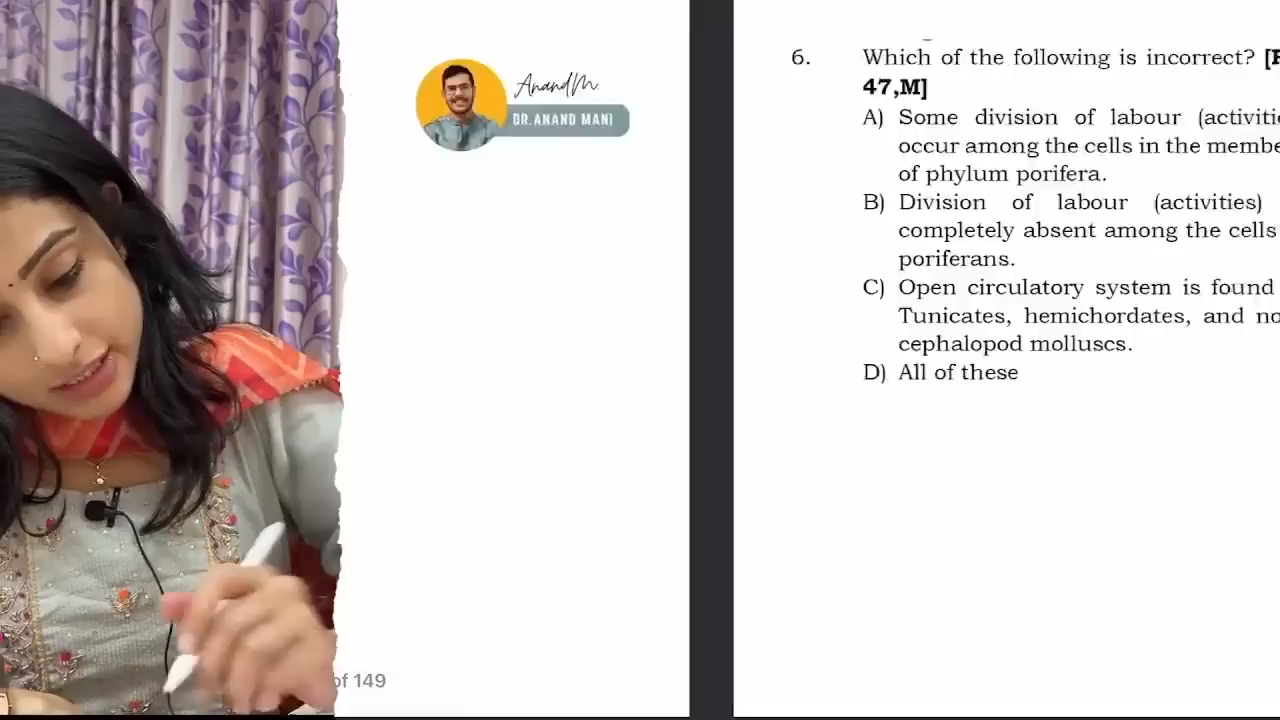 AnandM.
DR.ANAND MANI
6. Which of the following is incorrect? [
47,M]
A) Some division of labour
occur among the cells in the
of phylum porifera.
B) Division of labour (activities)
completely absent among the cells
poriferans.
C) Open circulatory system is found
Tunicates, hemichordates, and
cephalopod molluscs.
D) All of these
of 149